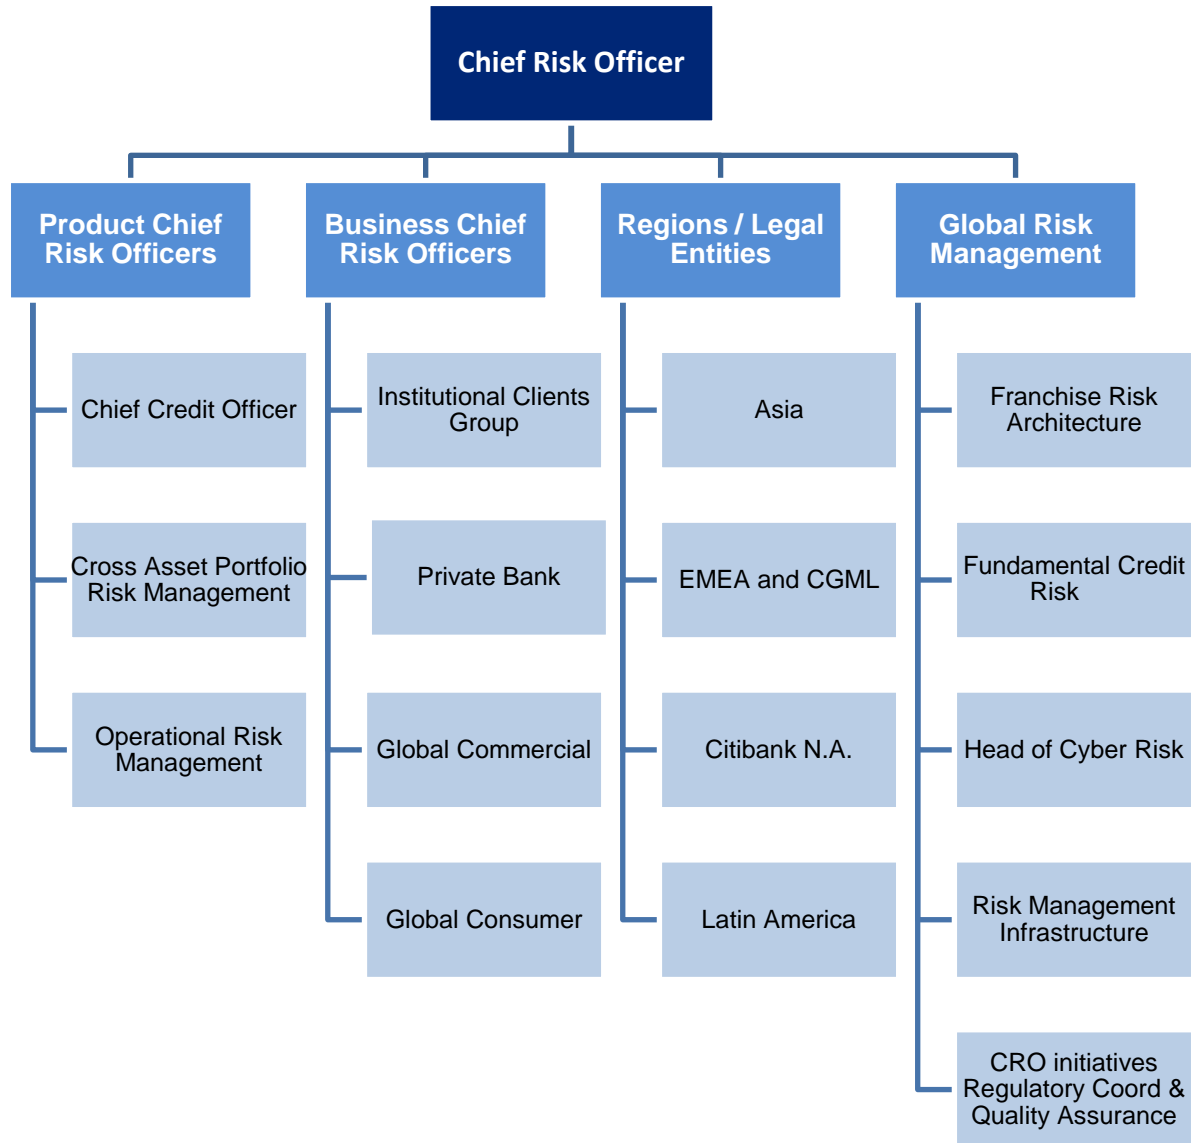 Chief Risk Officer
Product Chief
Risk Officers
Business Chief
Risk Officers
Regions / Legal
Entities
Global Risk
Management
Chief Credit Officer
Cross Asset Portfolio
Risk Management
Operational Risk
Management
Institutional Clients
Group
Private Bank
Global Commercial
Global Consumer
Asia
EMEA and CGML
Citibank N.A.
Latin America
Franchise Risk
Architecture
Fundamental Credit
Risk
Head of Cyber Risk
Risk Management
Infrastructure
CRO initiatives
Regulatory Coord &
Quality Assurance